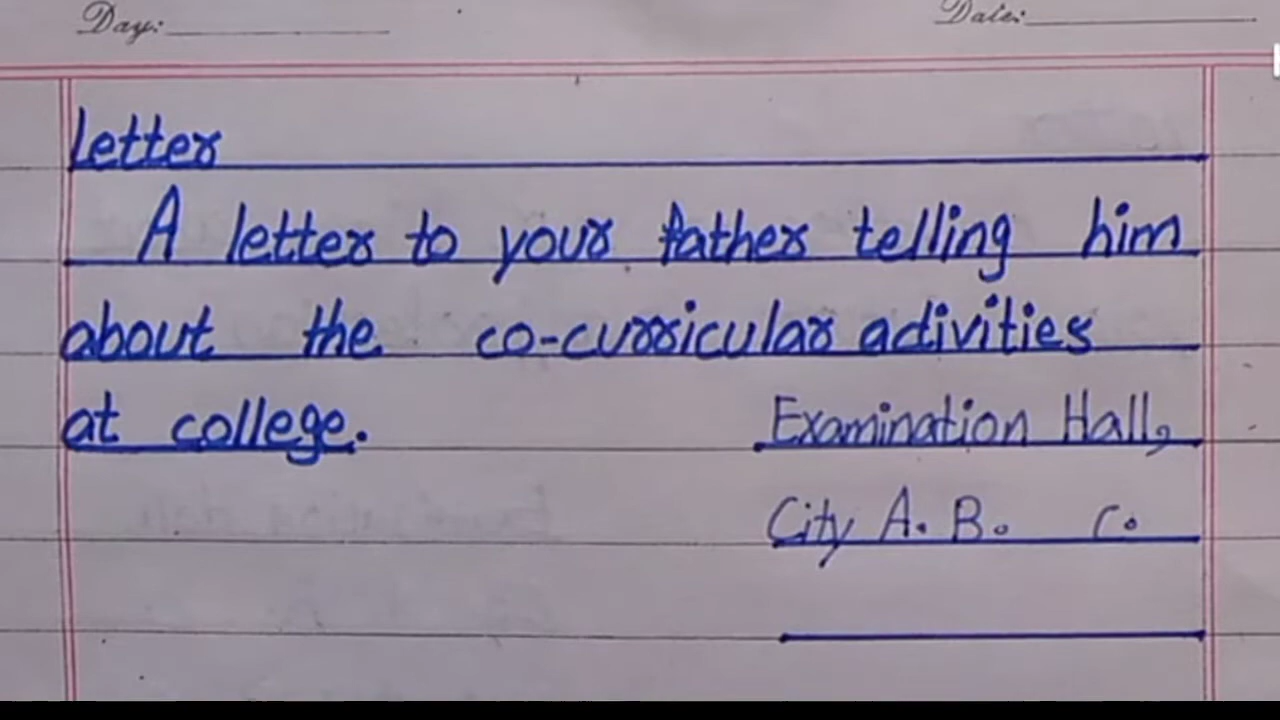 Day: Date:
Letter
A letter to your father telling him
about the co-curricular activities
at college.
Examination Hall,
City A. B. C.